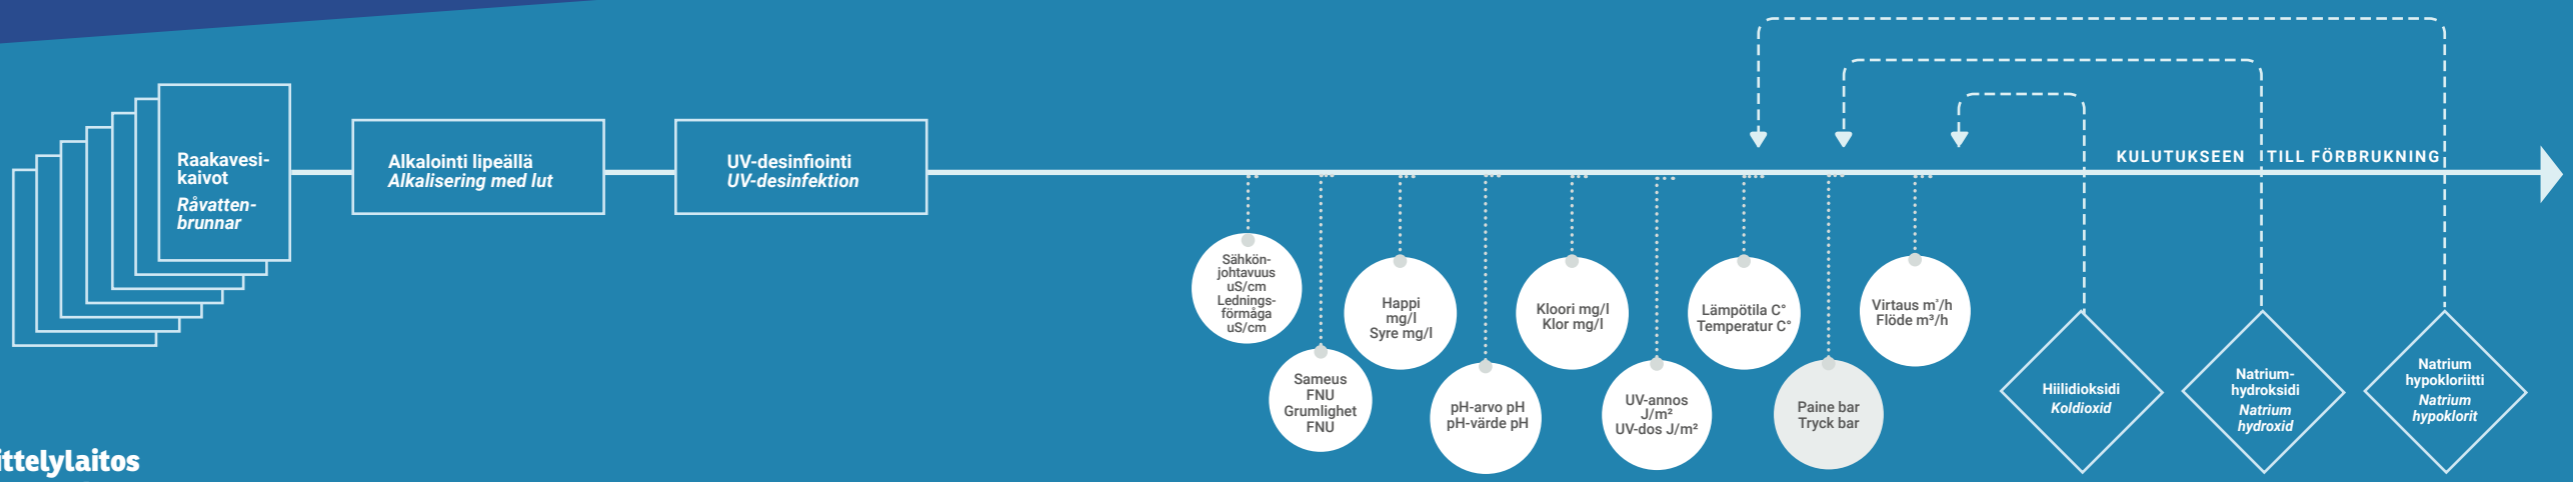 Raakavesi-
kaivot
Råvatten-
brunnar
Alkalointi lipeällä
Alkalisering med lut
UV-desinfiointi
UV-desinfektion
KULUTUKSEEN
TILL FÖRBRUKNING
Sähkön-
johtavuus
uS/cm
Lednings-
förmåga
uS/cm
Sameus
FNU
Grumlighet
FNU
Happi
mg/l
Syre mg/l
pH-arvo pH
pH-värde pH
Kloori mg/l
Klor mg/l
UV-annos
J/m²
UV-dos J/m²
Lämpötila C°
Temperatur C°
Paine bar
Tryck bar
Virtaus m³/h
Flöde m³/h
Hiilidioksidi
Koldioxid
Natrium-
hydroksidi
Natrium
hydroxid
Natrium
hypokloriitti
Natrium
hypoklorit
ittelylaitos